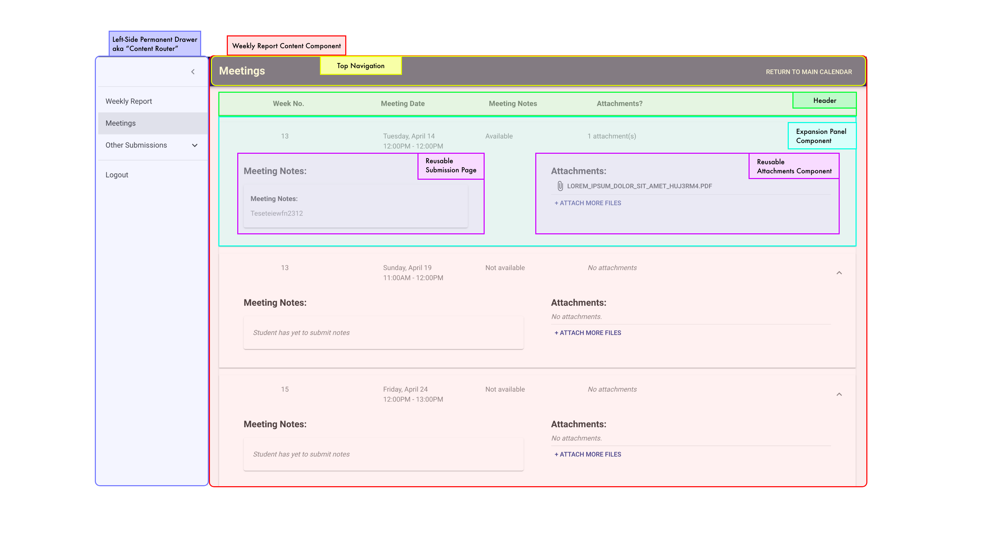 Left-Side Permanent Drawer
aka “Content Router”
Weekly Report Content Component
Meetings
Top Navigation
RETURN TO MAIN CALENDAR
Weekly Report
Meetings
Other Submissions
Logout
Week No.
Meeting Date
Meeting Notes
Attachments?
Header
13
Tuesday, April 14
12:00PM - 12:00PM
Available
1 attachment(s)
Expansion Panel
Component
Meeting Notes:
Reusable
Submission Page
Meeting Notes:
Teseteiewfn2312
Attachments:
Reusable
Attachments Component
LOREM_IPSUM_DOLOR_SIT_AMET_HUJ3RM4.PDF
+ ATTACH MORE FILES
13
Sunday, April 19
11:00AM - 12:00PM
Not available
No attachments
Meeting Notes:
Student has yet to submit notes
Attachments:
No attachments.
+ ATTACH MORE FILES
15
Friday, April 24
12:00PM - 13:00PM
Not available
No attachments
Meeting Notes:
Student has yet to submit notes
Attachments:
No attachments.
+ ATTACH MORE FILES